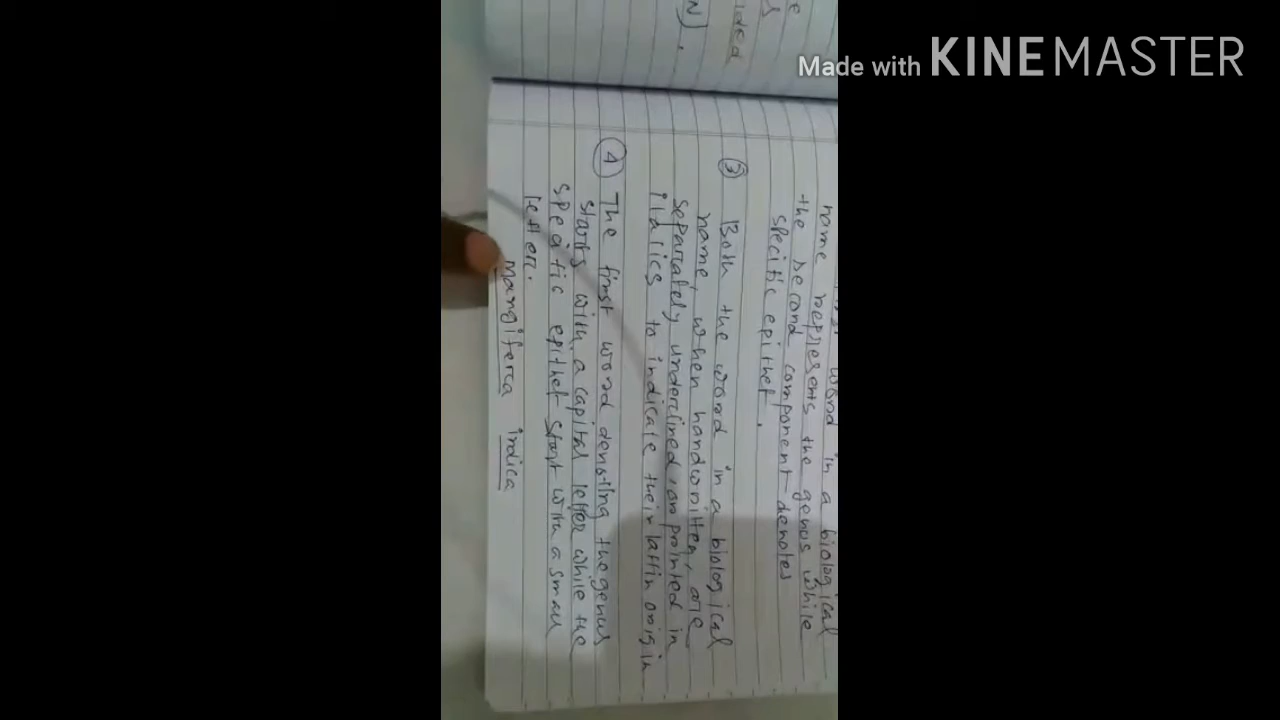 Made with KINEMASTER
ided
N).
word in a biological
name represents the genus while
the second component denotes
specific epithet.
3 Both the word in a biological
name, when handwritten, are
separately underlined, or printed in
italics to indicate their lattin origin
4 The first word denoting the genus
starts with a capital letter while the
specific epithet start with a small
letter.
Mangifera indica